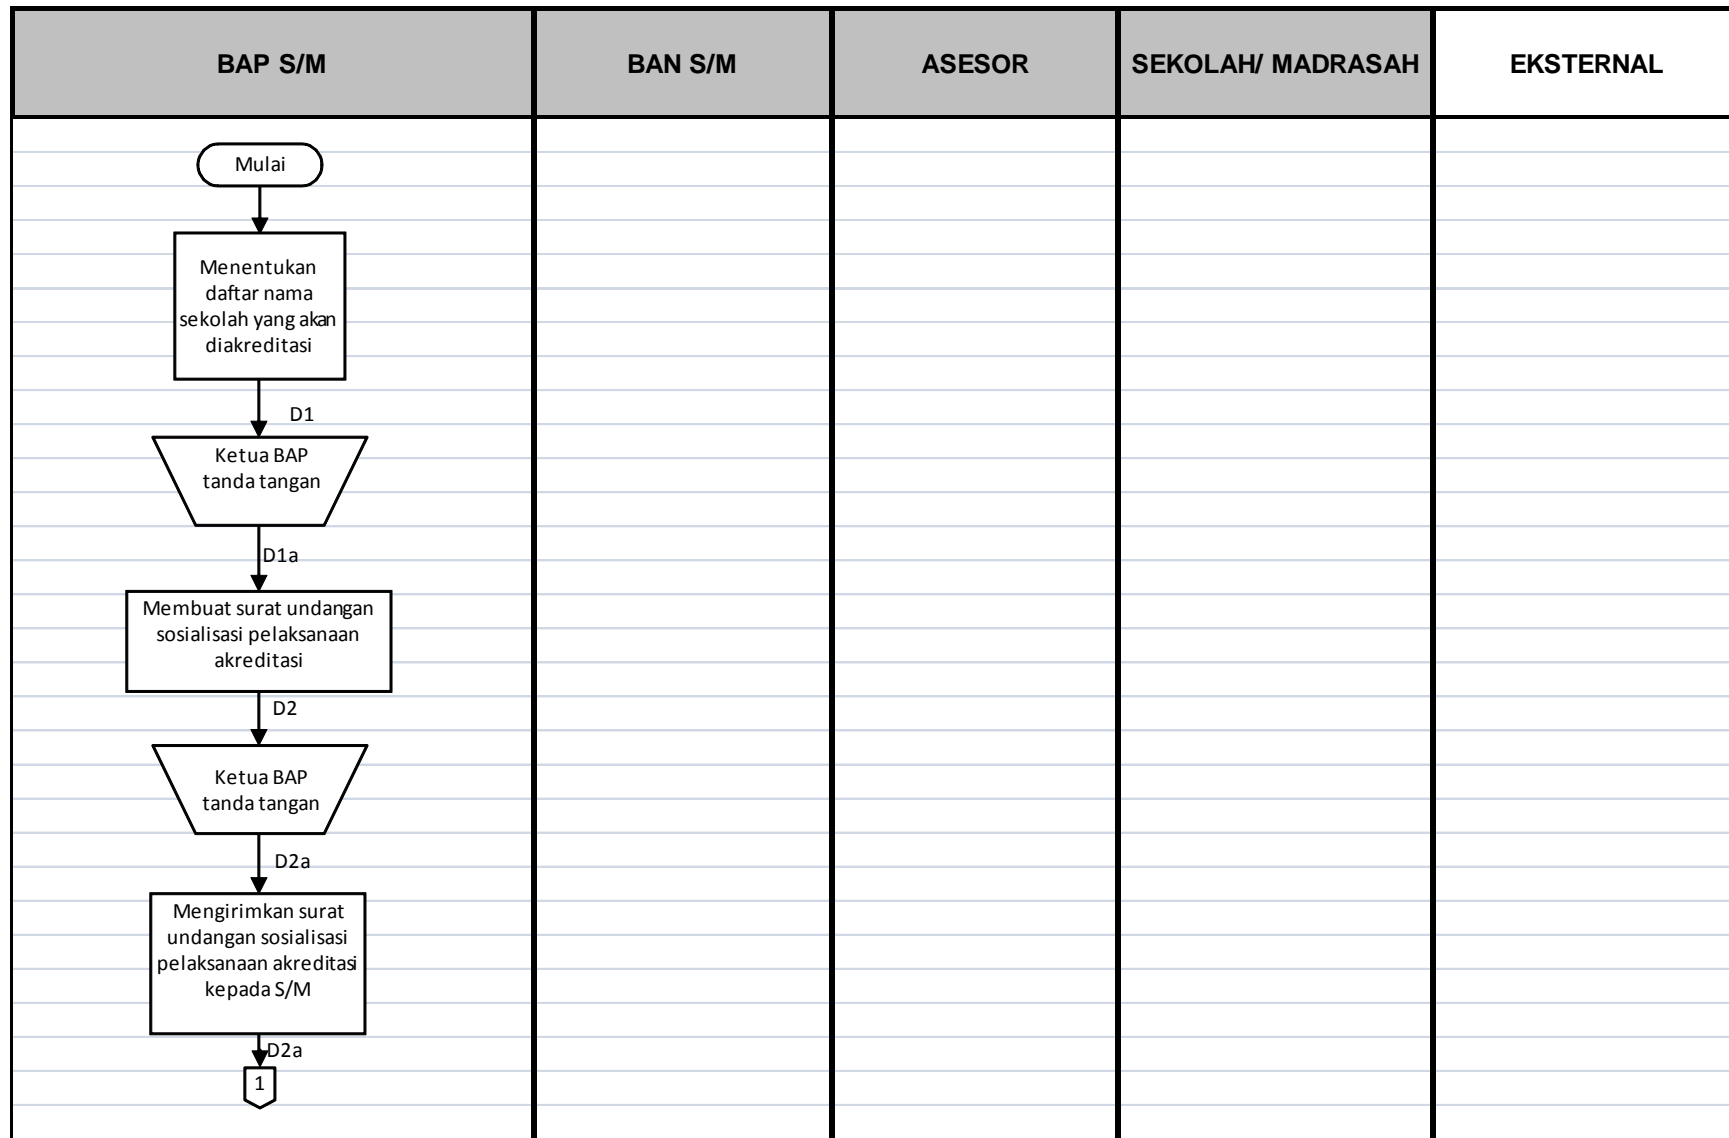 BAP S/M
BAN S/M
ASESOR
SEKOLAH/ MADRASAH
EKSTERNAL
Mulai
Menentukan
daftar nama
sekolah yang akan
diakreditasi
D1
Ketua BAP
tanda tangan
D1a
Membuat surat undangan
sosialisasi pelaksanaan
akreditasi
D2
Ketua BAP
tanda tangan
D2a
Mengirimkan surat
undangan sosialisasi
pelaksanaan akreditasi
kepada S/M
D2a
1